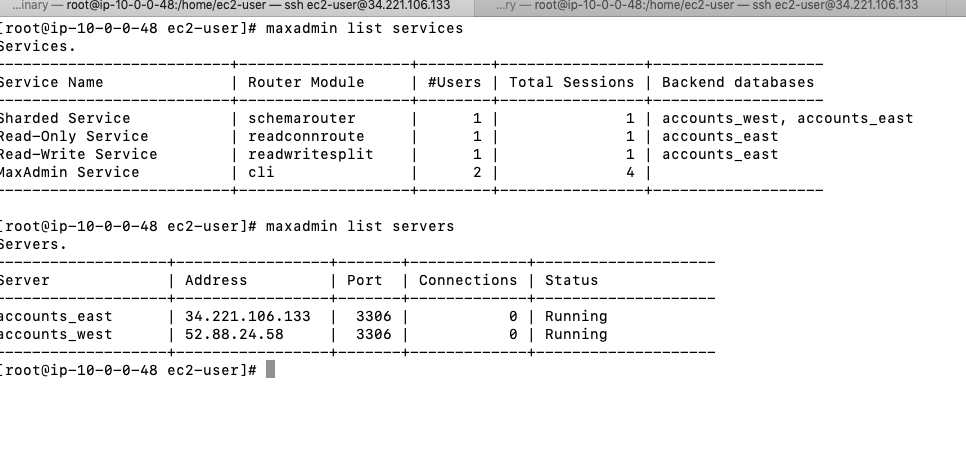 ...inary — root@ip-10-0-0-48:/home/ec2-user — ssh ec2-user@34.221.106.133 ...ry — root@ip-10-0-0-48:/home/ec2-user — ssh ec2-user@34.221.106.133
[root@ip-10-0-0-48 ec2-user]# maxadmin list services
Services.
--------------------------+-------------------+--------+----------------+-------------------
Service Name | Router Module | #Users | Total Sessions | Backend databases
--------------------------+-------------------+--------+----------------+-------------------
Sharded Service | schemarouter | 1 | 1 | accounts_west, accounts_east
Read-Only Service | readconnroute | 1 | 1 | accounts_east
Read-Write Service | readwritesplit | 1 | 1 | accounts_east
MaxAdmin Service | cli | 2 | 4 |
--------------------------+-------------------+--------+----------------+-------------------
[root@ip-10-0-0-48 ec2-user]# maxadmin list servers
Servers.
-------------------+-----------------+-------+-------------+--------------------
Server | Address | Port | Connections | Status
-------------------+-----------------+-------+-------------+--------------------
accounts_east | 34.221.106.133 | 3306 | 0 | Running
accounts_west | 52.88.24.58 | 3306 | 0 | Running
-------------------+-----------------+-------+-------------+--------------------
[root@ip-10-0-0-48 ec2-user]#